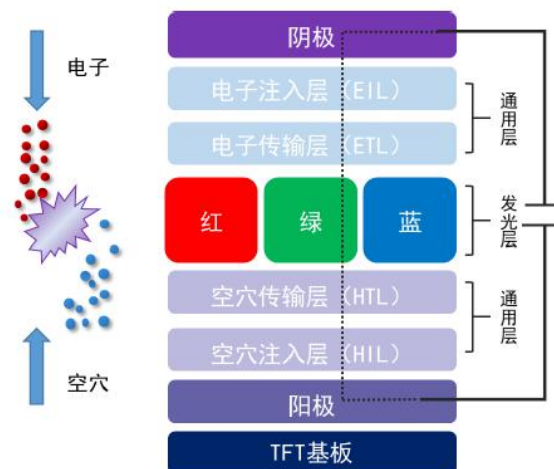 阴极
电子
电子注入层（EIL）
电子传输层（ETL）
通用层
红
绿
蓝
发光层
空穴传输层（HTL）
空穴注入层（HIL）
通用层
空穴
阳极
TFT基板